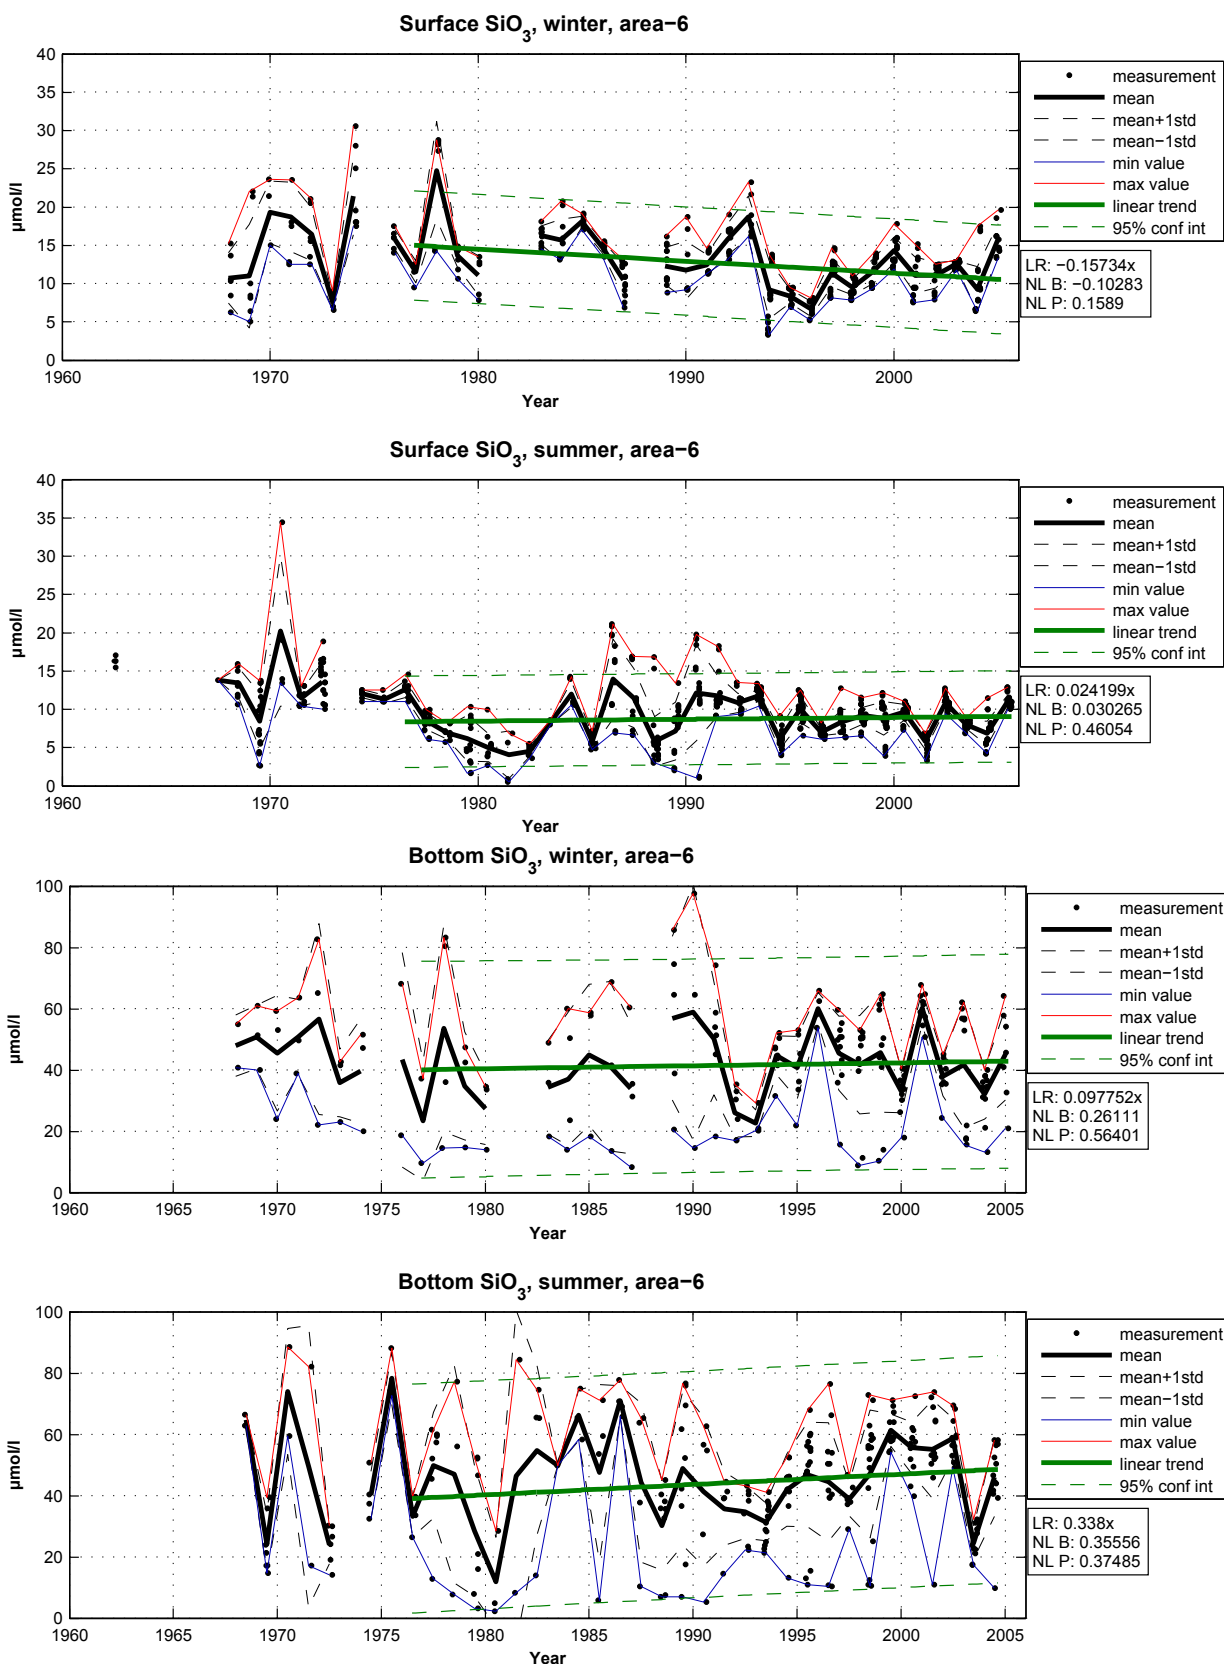 Surface SiO3, winter, area−6
40
35
30
25
20
15
10
5
0
µmol/l
1960 1970 1980 1990 2000
Year
measurement
mean
mean+1std
mean−1std
min value
max value
linear trend
95% conf int
LR: −0.15734x
NL B: −0.10283
NL P: 0.1589
Surface SiO3, summer, area−6
40
35
30
25
20
15
10
5
0
µmol/l
1960 1970 1980 1990 2000
Year
measurement
mean
mean+1std
mean−1std
min value
max value
linear trend
95% conf int
LR: 0.024199x
NL B: 0.030265
NL P: 0.46054
Bottom SiO3, winter, area−6
100
80
60
40
20
0
µmol/l
1960 1965 1970 1975 1980 1985 1990 1995 2000 2005
Year
measurement
mean
mean+1std
mean−1std
min value
max value
linear trend
95% conf int
LR: 0.097752x
NL B: 0.26111
NL P: 0.56401
Bottom SiO3, summer, area−6
100
80
60
40
20
0
µmol/l
1960 1965 1970 1975 1980 1985 1990 1995 2000 2005
Year
measurement
mean
mean+1std
mean−1std
min value
max value
linear trend
95% conf int
LR: 0.338x
NL B: 0.35556
NL P: 0.37485